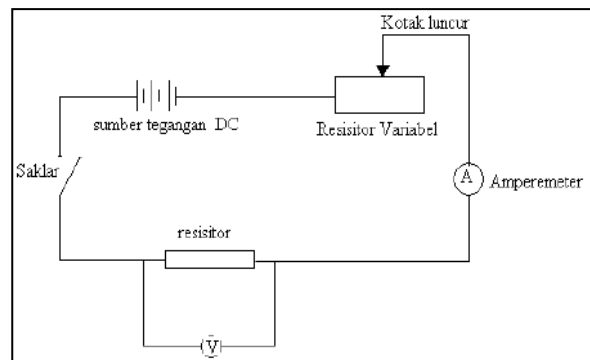 Kotak luncur
sumber tegangan DC
Resisitor Variabel
Saklar
A
Amperemeter
resisitor
V